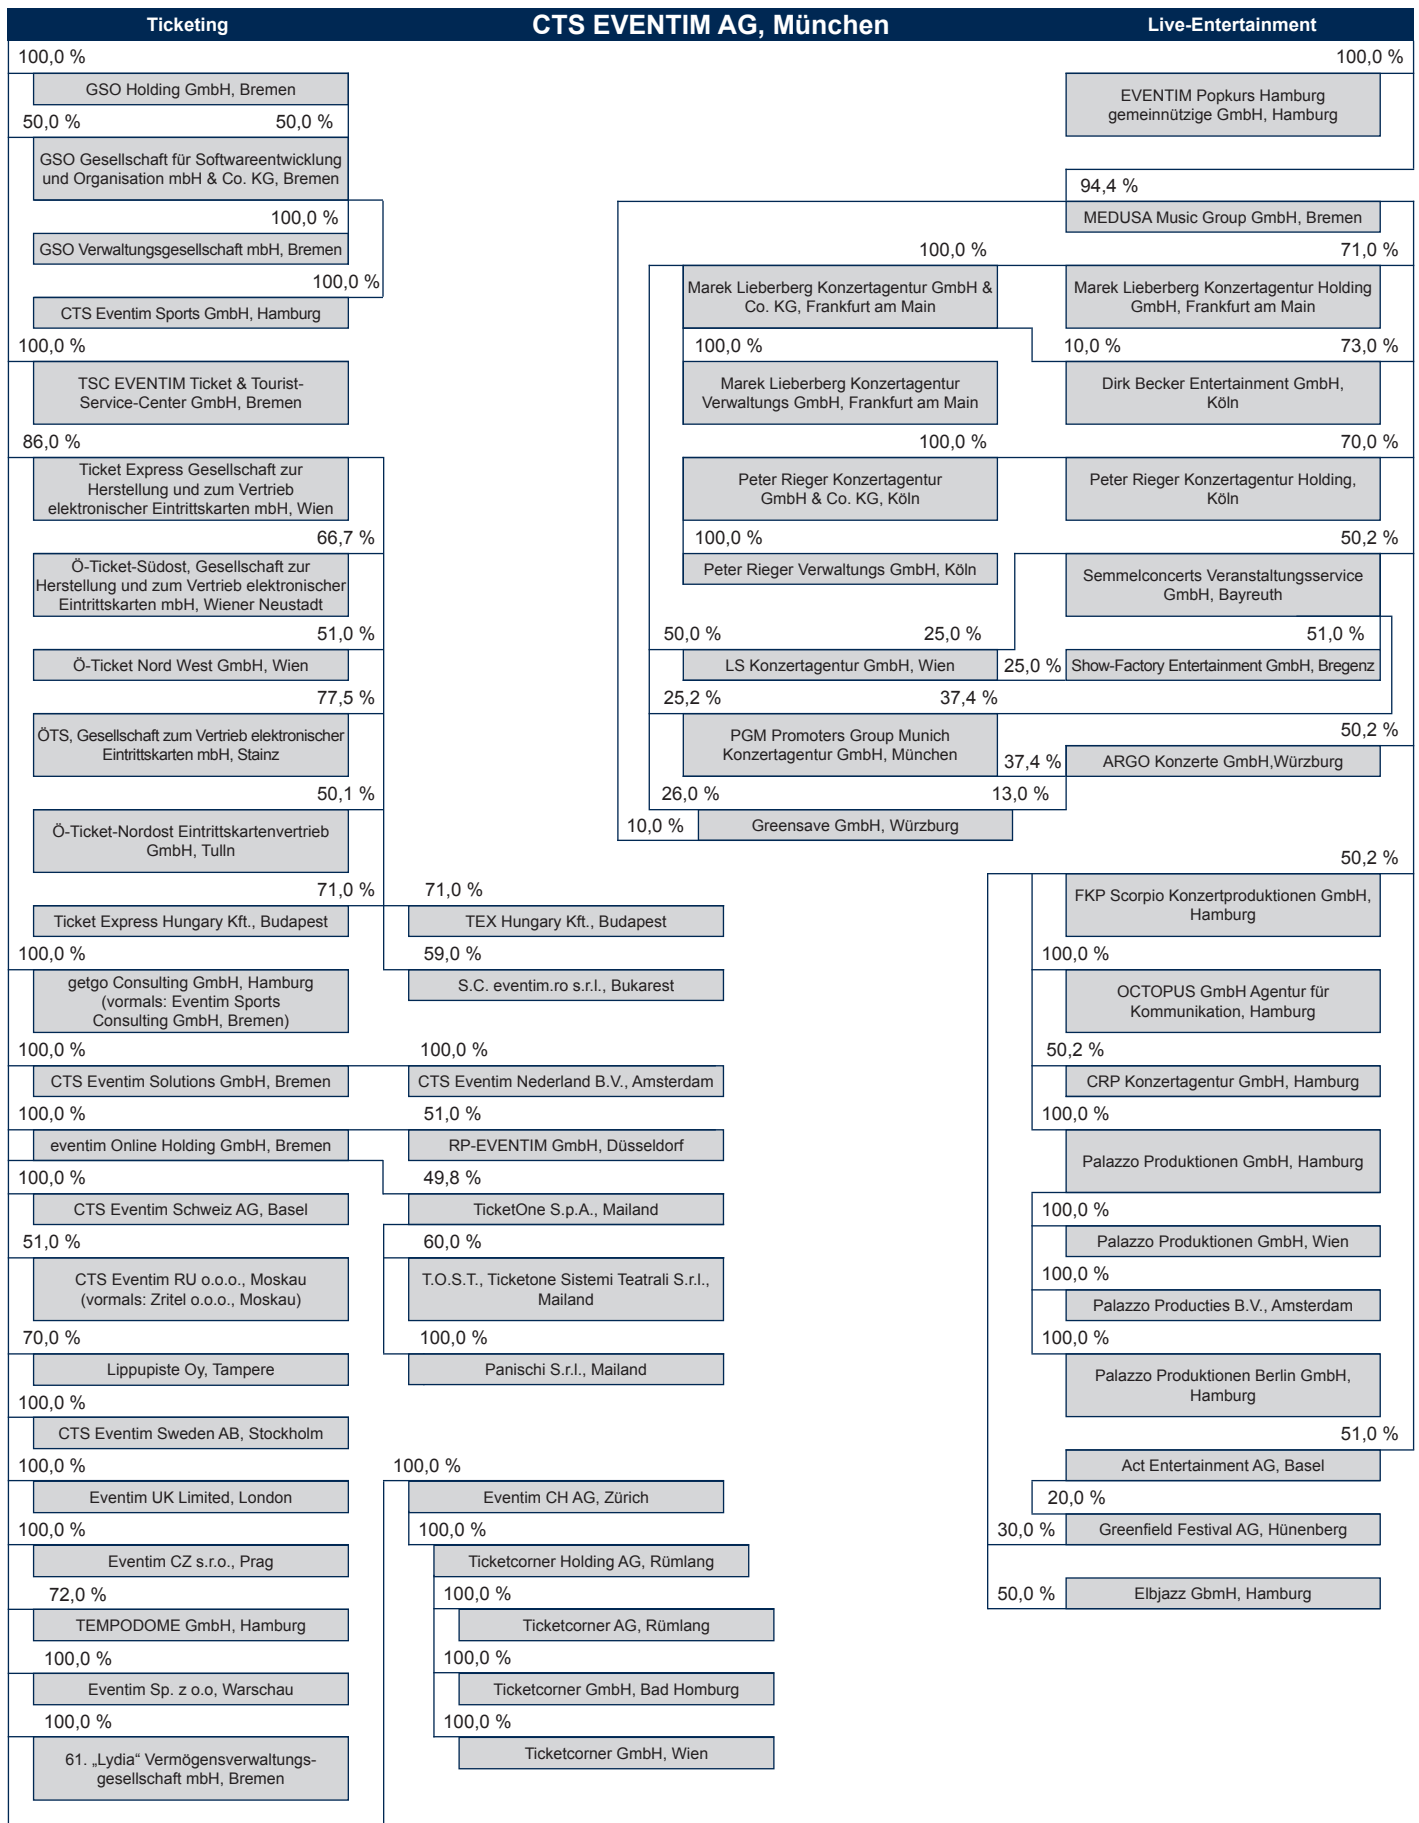 Ticketing
CTS EVENTIM AG, München
Live-Entertainment
100,0 %
GSO Holding GmbH, Bremen
50,0 %
50,0 %
GSO Gesellschaft für Softwareentwicklung
und Organisation mbH & Co. KG, Bremen
100,0 %
GSO Verwaltungsgesellschaft mbH, Bremen
100,0 %
CTS Eventim Sports GmbH, Hamburg
100,0 %
TSC EVENTIM Ticket & Tourist-
Service-Center GmbH, Bremen
86,0 %
Ticket Express Gesellschaft zur
Herstellung und zum Vertrieb
elektronischer Eintrittskarten mbH, Wien
66,7 %
Ö-Ticket-Südost, Gesellschaft zur
Herstellung und zum Vertrieb elektronischer
Eintrittskarten mbH, Wiener Neustadt
51,0 %
Ö-Ticket Nord West GmbH, Wien
77,5 %
ÖTS, Gesellschaft zum Vertrieb elektronischer
Eintrittskarten mbH, Stainz
50,1 %
Ö-Ticket-Nordost Eintrittskartenvertrieb
GmbH, Tulln
71,0 %
Ticket Express Hungary Kft., Budapest
71,0 %
TEX Hungary Kft., Budapest
59,0 %
S.C. eventim.ro s.r.l., Bukarest
100,0 %
getgo Consulting GmbH, Hamburg
(vormals: Eventim Sports
Consulting GmbH, Bremen)
100,0 %
CTS Eventim Solutions GmbH, Bremen
100,0 %
CTS Eventim Nederland B.V., Amsterdam
100,0 %
eventim Online Holding GmbH, Bremen
51,0 %
RP-EVENTIM GmbH, Düsseldorf
49,8 %
TicketOne S.p.A., Mailand
60,0 %
T.O.S.T., Ticketone Sistemi Teatrali S.r.l.,
Mailand
100,0 %
Panischi S.r.l., Mailand
100,0 %
CTS Eventim Schweiz AG, Basel
51,0 %
CTS Eventim RU o.o.o., Moskau
(vormals: Zritel o.o.o., Moskau)
70,0 %
Lippupiste Oy, Tampere
100,0 %
CTS Eventim Sweden AB, Stockholm
100,0 %
Eventim UK Limited, London
100,0 %
Eventim CZ s.r.o., Prag
72,0 %
TEMPODOME GmbH, Hamburg
100,0 %
Eventim Sp. z o.o, Warschau
100,0 %
61. „Lydia“ Vermögensverwaltungs-
gesellschaft mbH, Bremen
100,0 %
Eventim CH AG, Zürich
100,0 %
Ticketcorner Holding AG, Rümlang
100,0 %
Ticketcorner AG, Rümlang
100,0 %
Ticketcorner GmbH, Bad Homburg
100,0 %
Ticketcorner GmbH, Wien
100,0 %
EVENTIM Popkurs Hamburg
gemeinnützige GmbH, Hamburg
94,4 %
MEDUSA Music Group GmbH, Bremen
100,0 %
Marek Lieberberg Konzertagentur GmbH &
Co. KG, Frankfurt am Main
71,0 %
Marek Lieberberg Konzertagentur Holding
GmbH, Frankfurt am Main
100,0 %
Marek Lieberberg Konzertagentur
Verwaltungs GmbH, Frankfurt am Main
10,0 %
73,0 %
Dirk Becker Entertainment GmbH,
Köln
100,0 %
Peter Rieger Konzertagentur
GmbH & Co. KG, Köln
70,0 %
Peter Rieger Konzertagentur Holding,
Köln
100,0 %
Peter Rieger Verwaltungs GmbH, Köln
50,2 %
Semmelconcerts Veranstaltungsservice
GmbH, Bayreuth
50,0 %
25,0 %
LS Konzertagentur GmbH, Wien
25,0 %
51,0 %
Show-Factory Entertainment GmbH, Bregenz
25,2 %
37,4 %
PGM Promoters Group Munich
Konzertagentur GmbH, München
37,4 %
50,2 %
ARGO Konzerte GmbH,Würzburg
26,0 %
13,0 %
10,0 %
Greensave GmbH, Würzburg
50,2 %
FKP Scorpio Konzertproduktionen GmbH,
Hamburg
100,0 %
OCTOPUS GmbH Agentur für
Kommunikation, Hamburg
50,2 %
CRP Konzertagentur GmbH, Hamburg
100,0 %
Palazzo Produktionen GmbH, Hamburg
100,0 %
Palazzo Produktionen GmbH, Wien
100,0 %
Palazzo Producties B.V., Amsterdam
100,0 %
Palazzo Produktionen Berlin GmbH,
Hamburg
51,0 %
Act Entertainment AG, Basel
20,0 %
30,0 %
Greenfield Festival AG, Hünenberg
50,0 %
Elbjazz GbmH, Hamburg